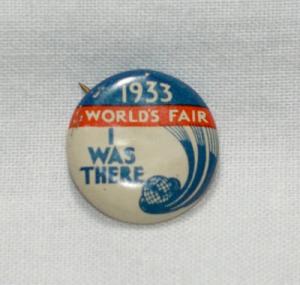 1933
WORLD'S FAIR
I
WAS
THERE